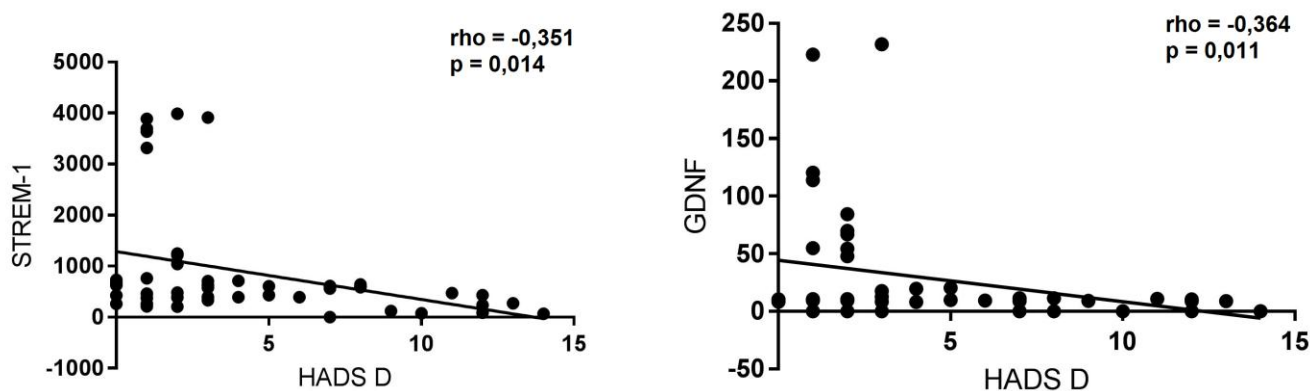 rho = -0,351
p = 0,014
5000
4000
3000
2000
1000
0
-1000
5
10
15
STREM-1
HADS D
rho = -0,364
p = 0,011
250
200
150
100
50
0
-50
5
10
15
GDNF
HADS D